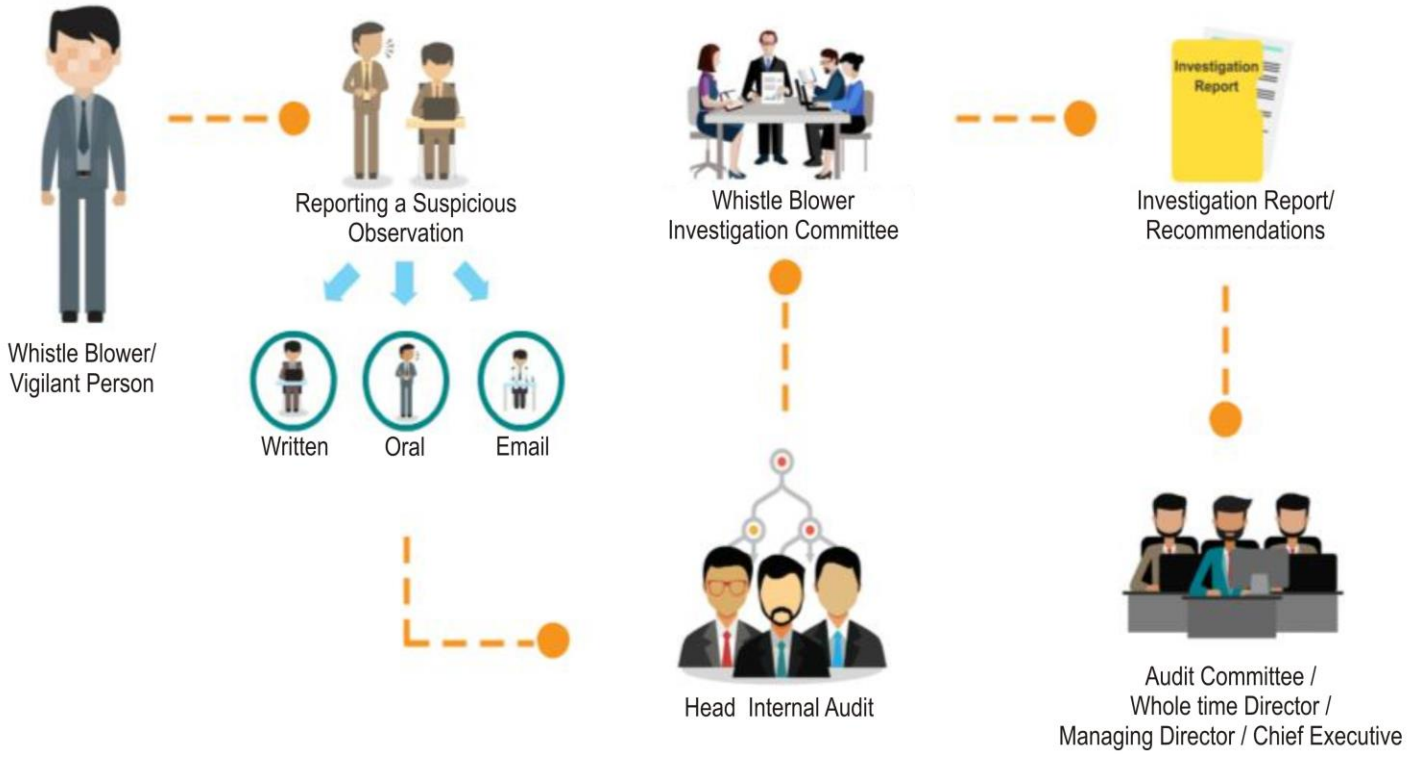 Whistle Blower/
Vigilant Person
Reporting a Suspicious
Observation
Written
Oral
Email
Head Internal Audit
Whistle Blower
Investigation Committee
Investigation
Report
Investigation Report/
Recommendations
Audit Committee /
Whole time Director /
Managing Director / Chief Executive